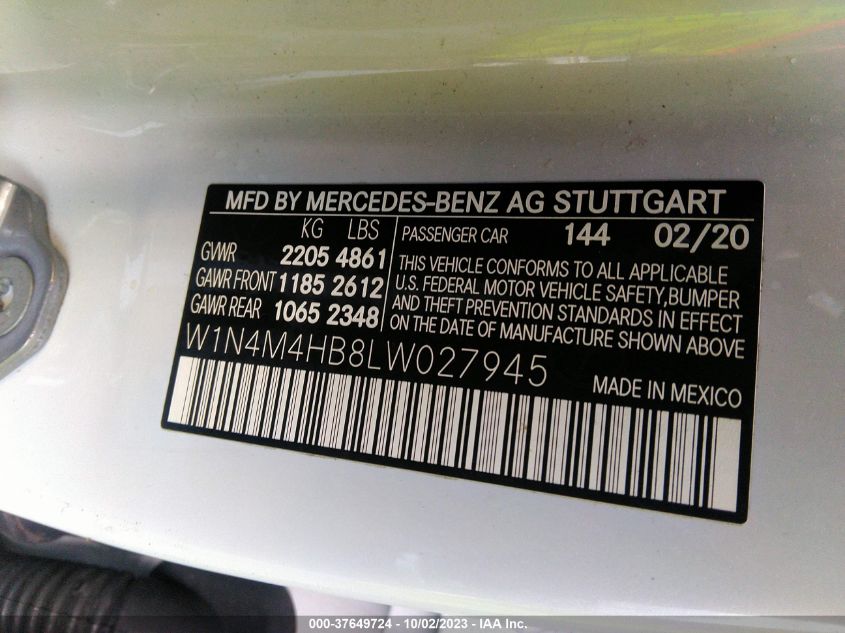 MFD BY MERCEDES-BENZ AG STUTTGART
KG LBS
GVWR 2205 4861
GAWR FRONT 1185 2612
GAWR REAR 1065 2348
PASSENGER CAR 144 02/20
THIS VEHICLE CONFORMS TO ALL APPLICABLE
U.S. FEDERAL MOTOR VEHICLE SAFETY,BUMPER
AND THEFT PREVENTION STANDARDS IN EFFECT
ON THE DATE OF MANUFACTURE SHOWN ABOVE
W1N4M4HB8LW027945
MADE IN MEXICO
000-37649724 - 10/02/2023 - IAA Inc.